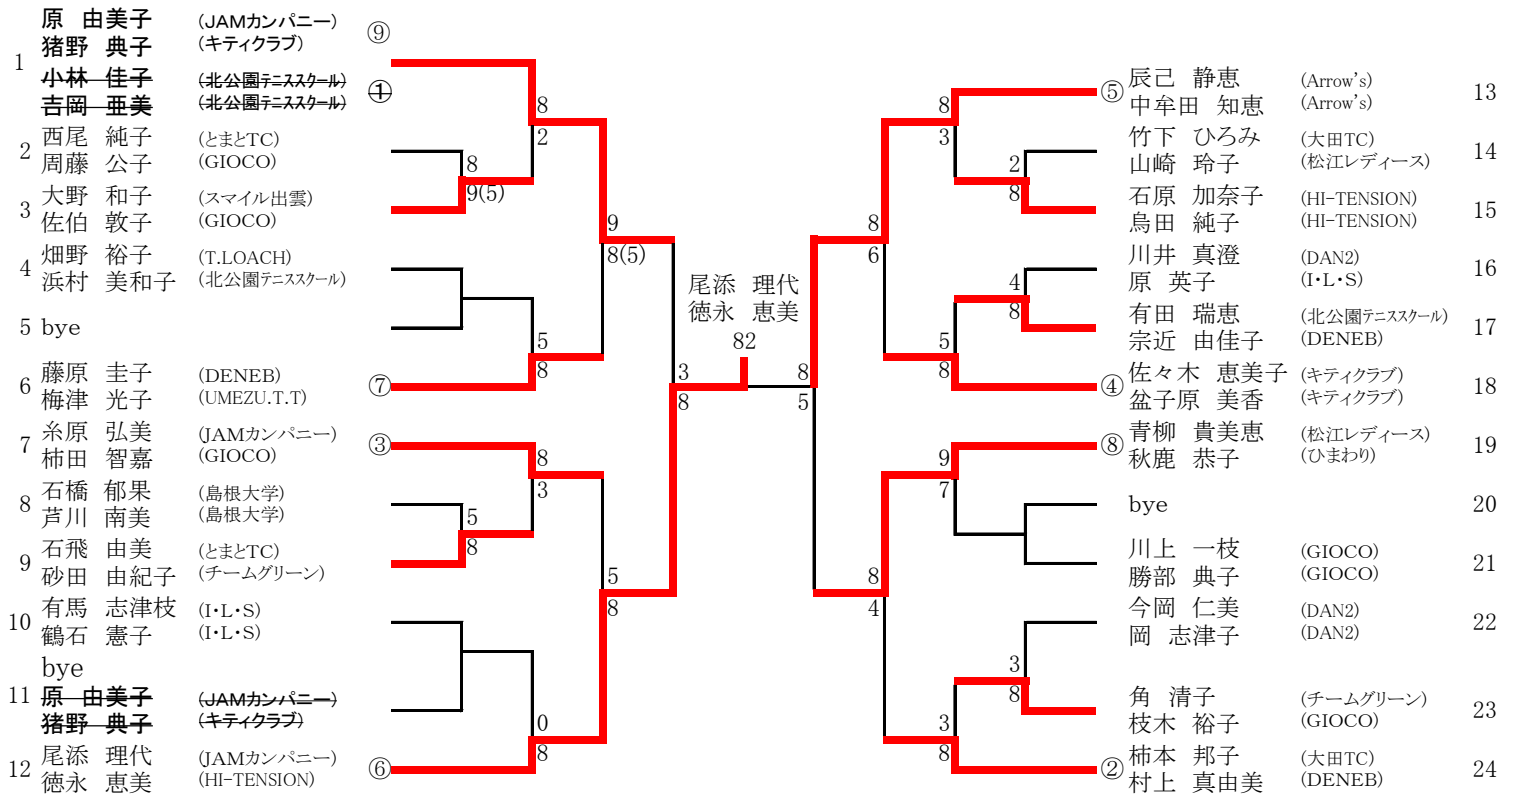 原 由美子 (JAMカンパニー) ⑨
猪野 典子 (キティクラブ)
1
小林 佳子 (北公園テニススクール) ①
吉岡 亜美 (北公園テニススクール)
2 西尾 純子 (とまとTC)
周藤 公子 (GIOCO)
3 大野 和子 (スマイル出雲)
佐伯 敦子 (GIOCO)
4 畑野 裕子 (T.LOACH)
浜村 美和子 (北公園テニススクール)
5 bye
6 藤原 圭子 (DENEB) ⑦
梅津 光子 (UMEZU.T.T)
7 糸原 弘美 (JAMカンパニー) ③
柿田 智嘉 (GIOCO)
8 石橋 郁果 (島根大学)
芦川 南美 (島根大学)
9 石飛 由美 (とまとTC)
砂田 由紀子 (チームグリーン)
10 有馬 志津枝 (I・L・S)
鶴石 憲子 (I・L・S)
bye
11 原 由美子 (JAMカンパニー)
猪野 典子 (キティクラブ)
12 尾添 理代 (JAMカンパニー) ⑥
徳永 恵美 (HI-TENSION)
8
2
8
9(5)
9
8(5)
5
8
3
8
8
3
5
8
5
8
0
8
尾添 理代
徳永 恵美
82
8
3
2
8
8
6
4
8
5
8
8
5
9
7
8
4
3
8
3
8
⑤ 辰己 静恵 (Arrow's) 13
中牟田 知恵 (Arrow's)
竹下 ひろみ (大田TC) 14
山崎 玲子 (松江レディース)
石原 加奈子 (HI-TENSION) 15
烏田 純子 (HI-TENSION)
川井 真澄 (DAN2) 16
原 英子 (I・L・S)
有田 瑞恵 (北公園テニススクール) 17
宗近 由佳子 (DENEB)
④ 佐々木 恵美子 (キティクラブ) 18
盆子原 美香 (キティクラブ)
⑧ 青柳 貴美恵 (松江レディース) 19
秋鹿 恭子 (ひまわり)
bye 20
川上 一枝 (GIOCO) 21
勝部 典子 (GIOCO)
今岡 仁美 (DAN2) 22
岡 志津子 (DAN2)
角 清子 (チームグリーン) 23
枝木 裕子 (GIOCO)
② 柿本 邦子 (大田TC) 24
村上 真由美 (DENEB)